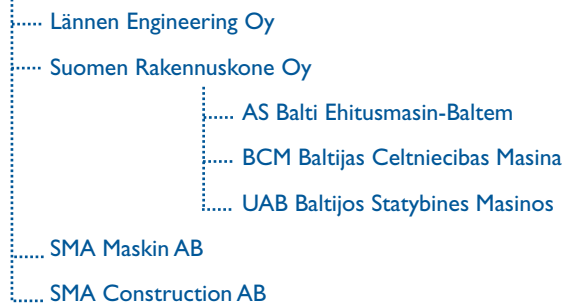 Lännen Engineering Oy
Suomen Rakennuskone Oy
AS Balti Ehitusmasin-Baltem
BCM Baltijas Celtniecibas Masina
UAB Baltijos Statybines Masinos
SMA Maskin AB
SMA Construction AB